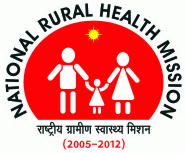 NATIONAL RURAL HEALTH MISSION
राष्ट्रीय ग्रामीण स्वास्थ्य मिशन
(2005-2012)